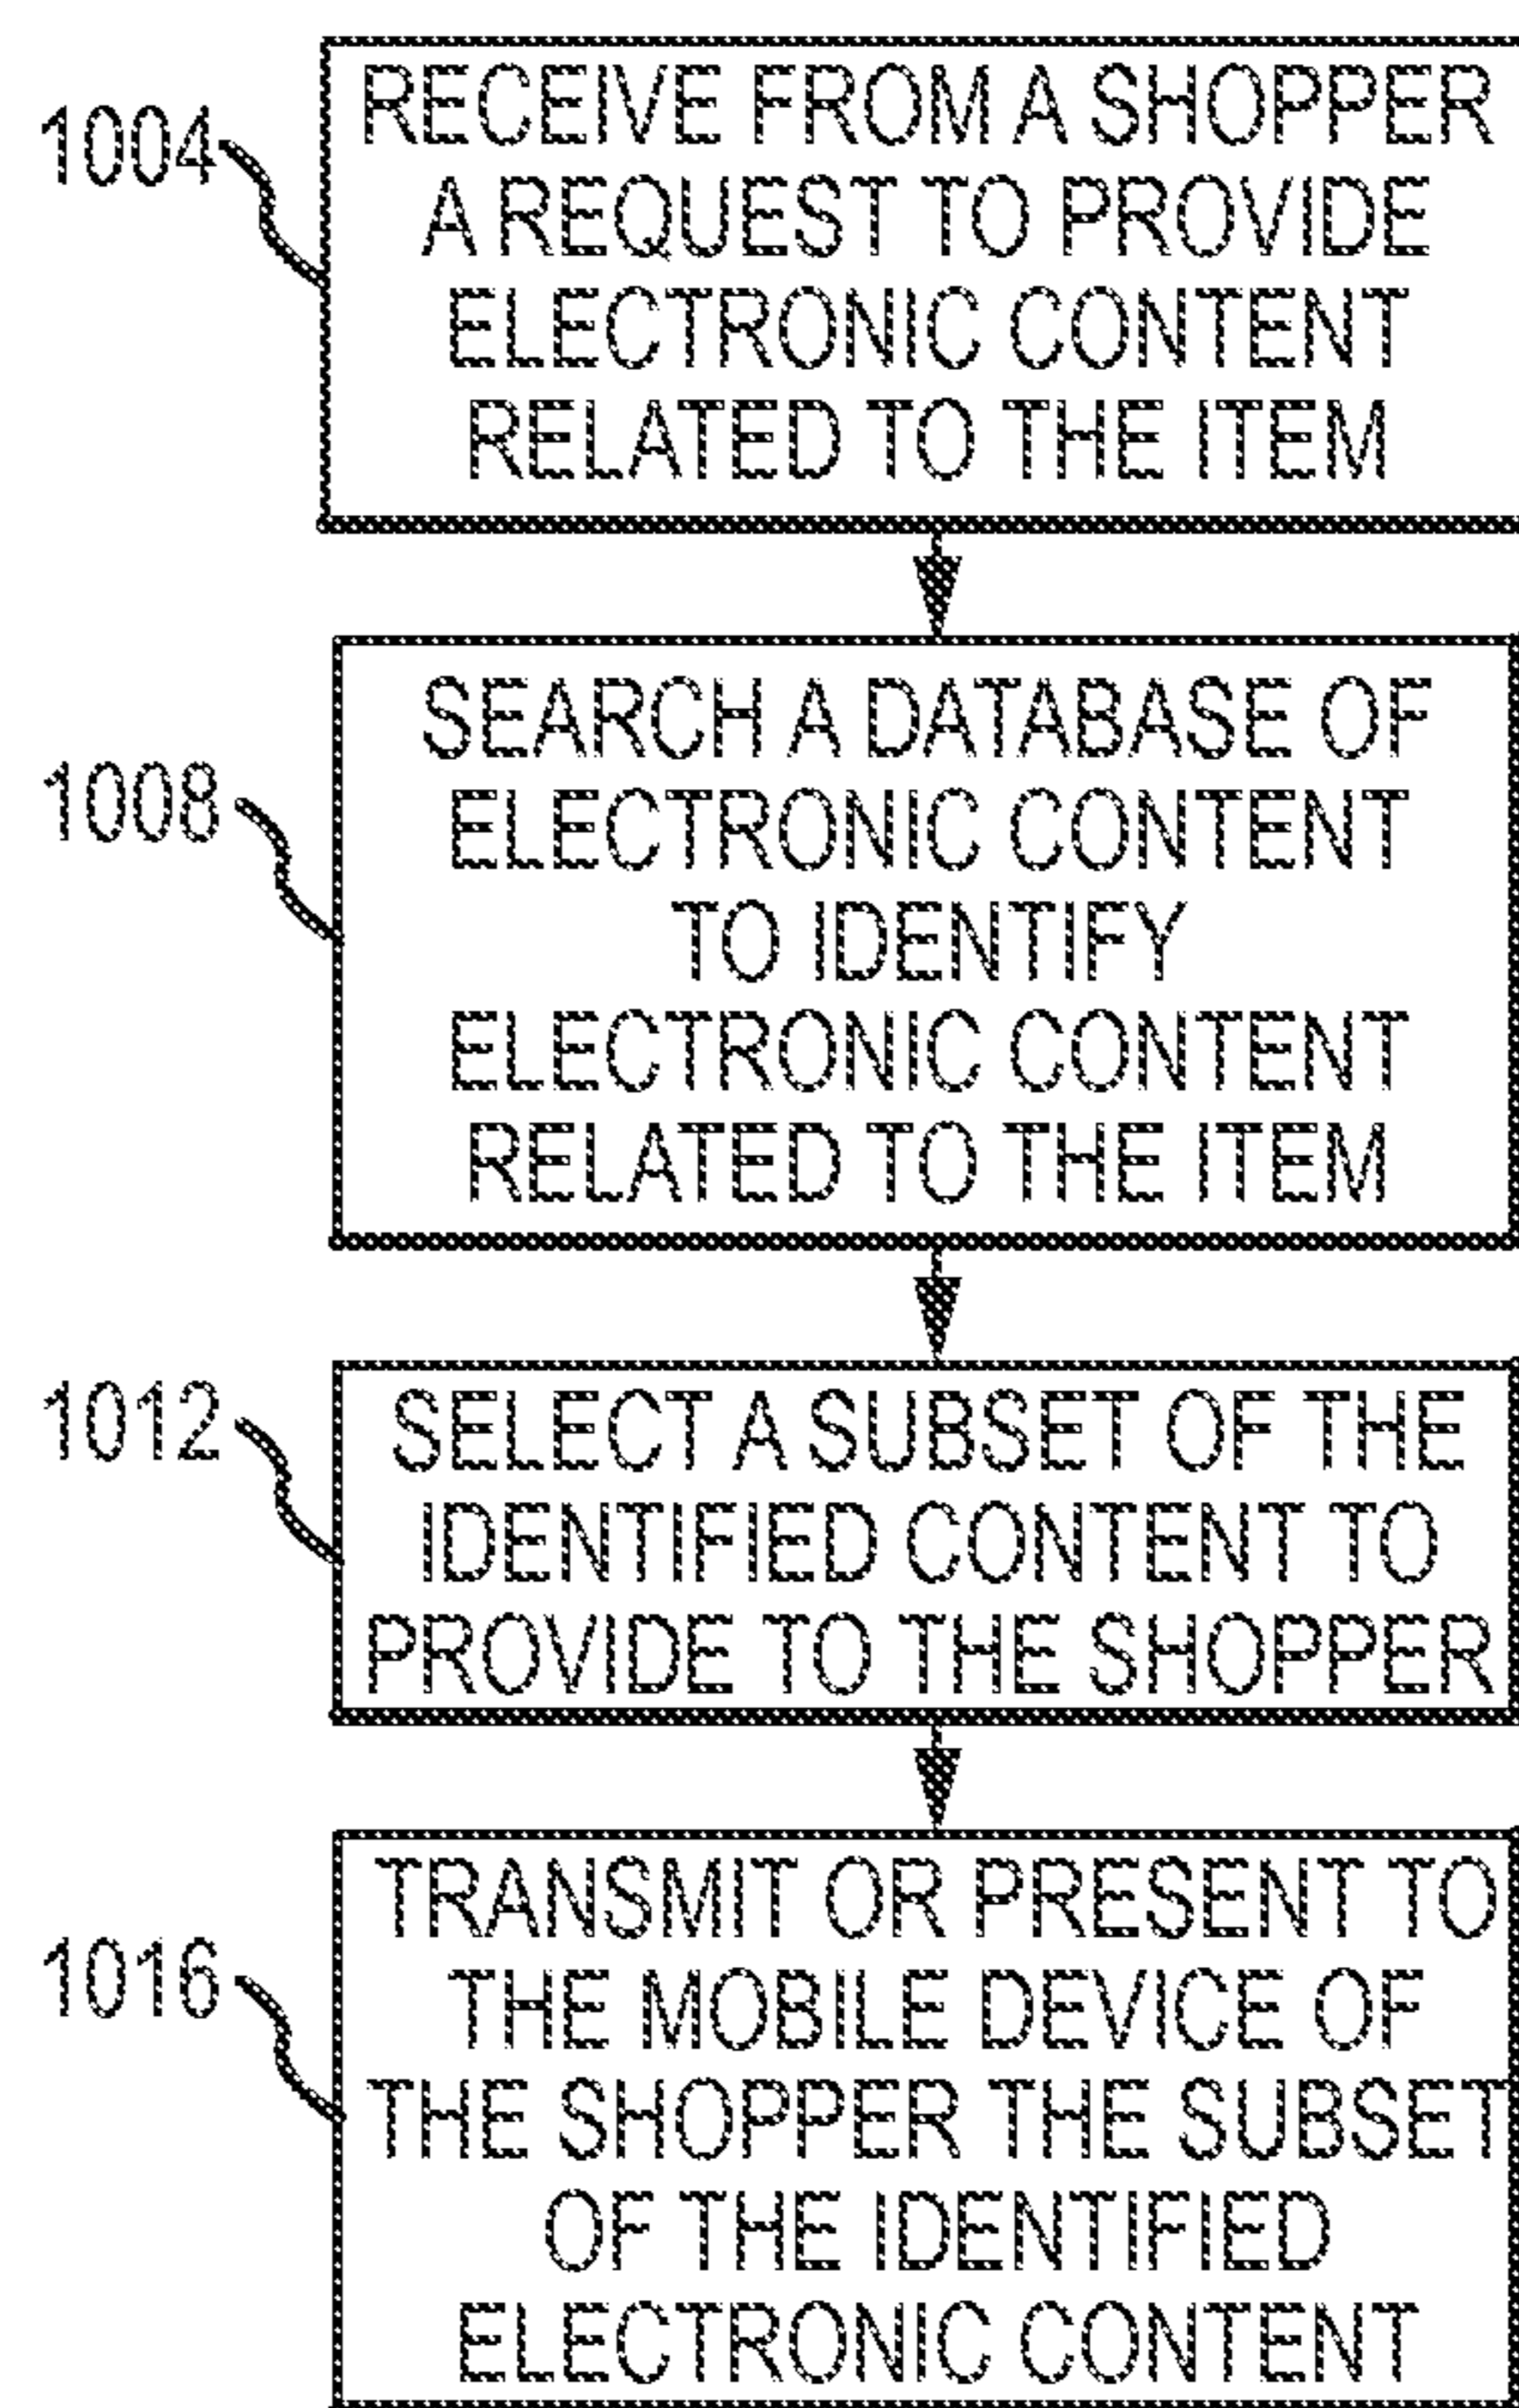 1004
RECEIVE FROM A SHOPPER
A REQUEST TO PROVIDE
ELECTRONIC CONTENT
RELATED TO THE ITEM
1008
SEARCH A DATABASE OF
ELECTRONIC CONTENT
TO IDENTIFY
ELECTRONIC CONTENT
RELATED TO THE ITEM
1012
SELECT A SUBSET OF THE
IDENTIFIED CONTENT TO
PROVIDE TO THE SHOPPER
1016
TRANSMIT OR PRESENT TO
THE MOBILE DEVICE OF
THE SHOPPER THE SUBSET
OF THE IDENTIFIED
ELECTRONIC CONTENT